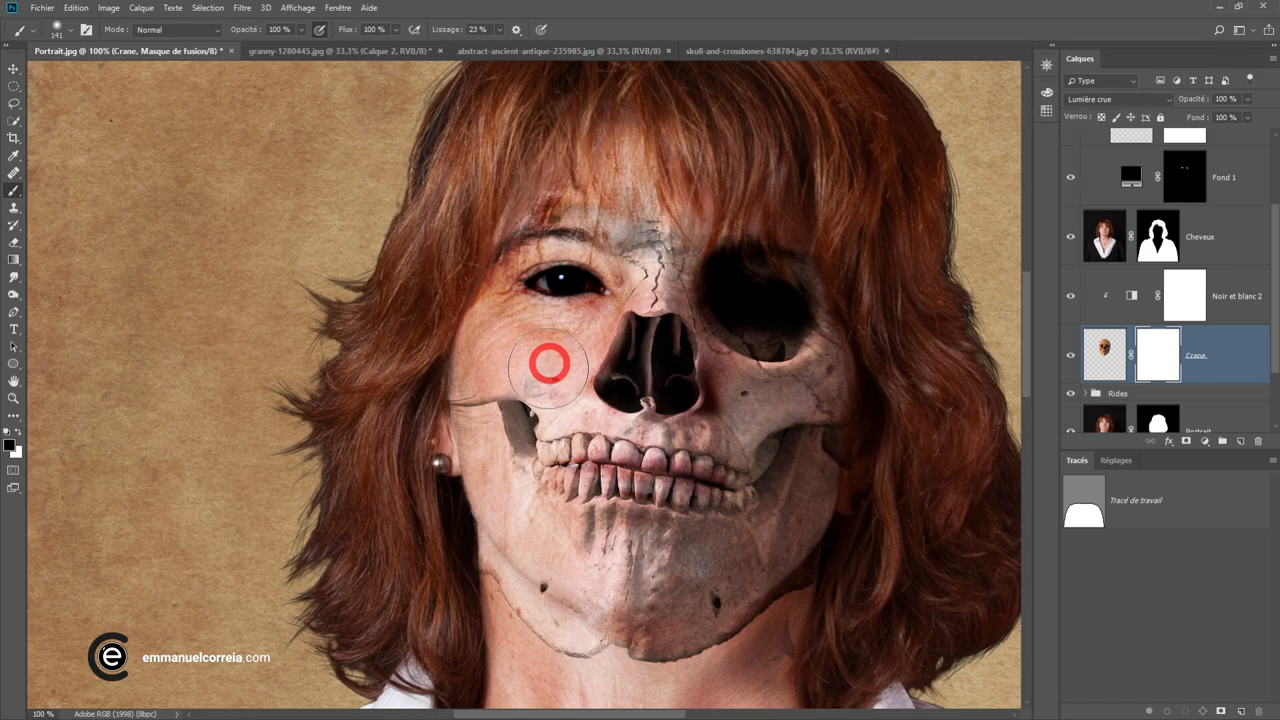 Ps Fichier Edition Image Calque Texte Sélection Filtre 3D Affichage Fenêtre Aide
141 Mode : Normal Opacité : 100 % Flux : 100 % Lissage : 23 %
Portrait.jpg @ 100% (Crane, Masque de fusion/8) * × granny-1280445.jpg @ 33,3% (Calque 2, RVB/8) * × abstract-ancient-antique-235985.jpg @ 33,3% (RVB/8) × skull-and-crossbones-638784.jpg @ 33,3% (RVB/8#) ×
Calques
Type
Lumière crue Opacité : 100 %
Verrou : Fond : 100 %
Fond 1
Cheveux
Noir et blanc 2
Crane
Rides
Portrait
fx
Tracés Réglages
Tracé de travail
e emmanuelcorreia.com
100 % Adobe RGB (1998) (8bpc)